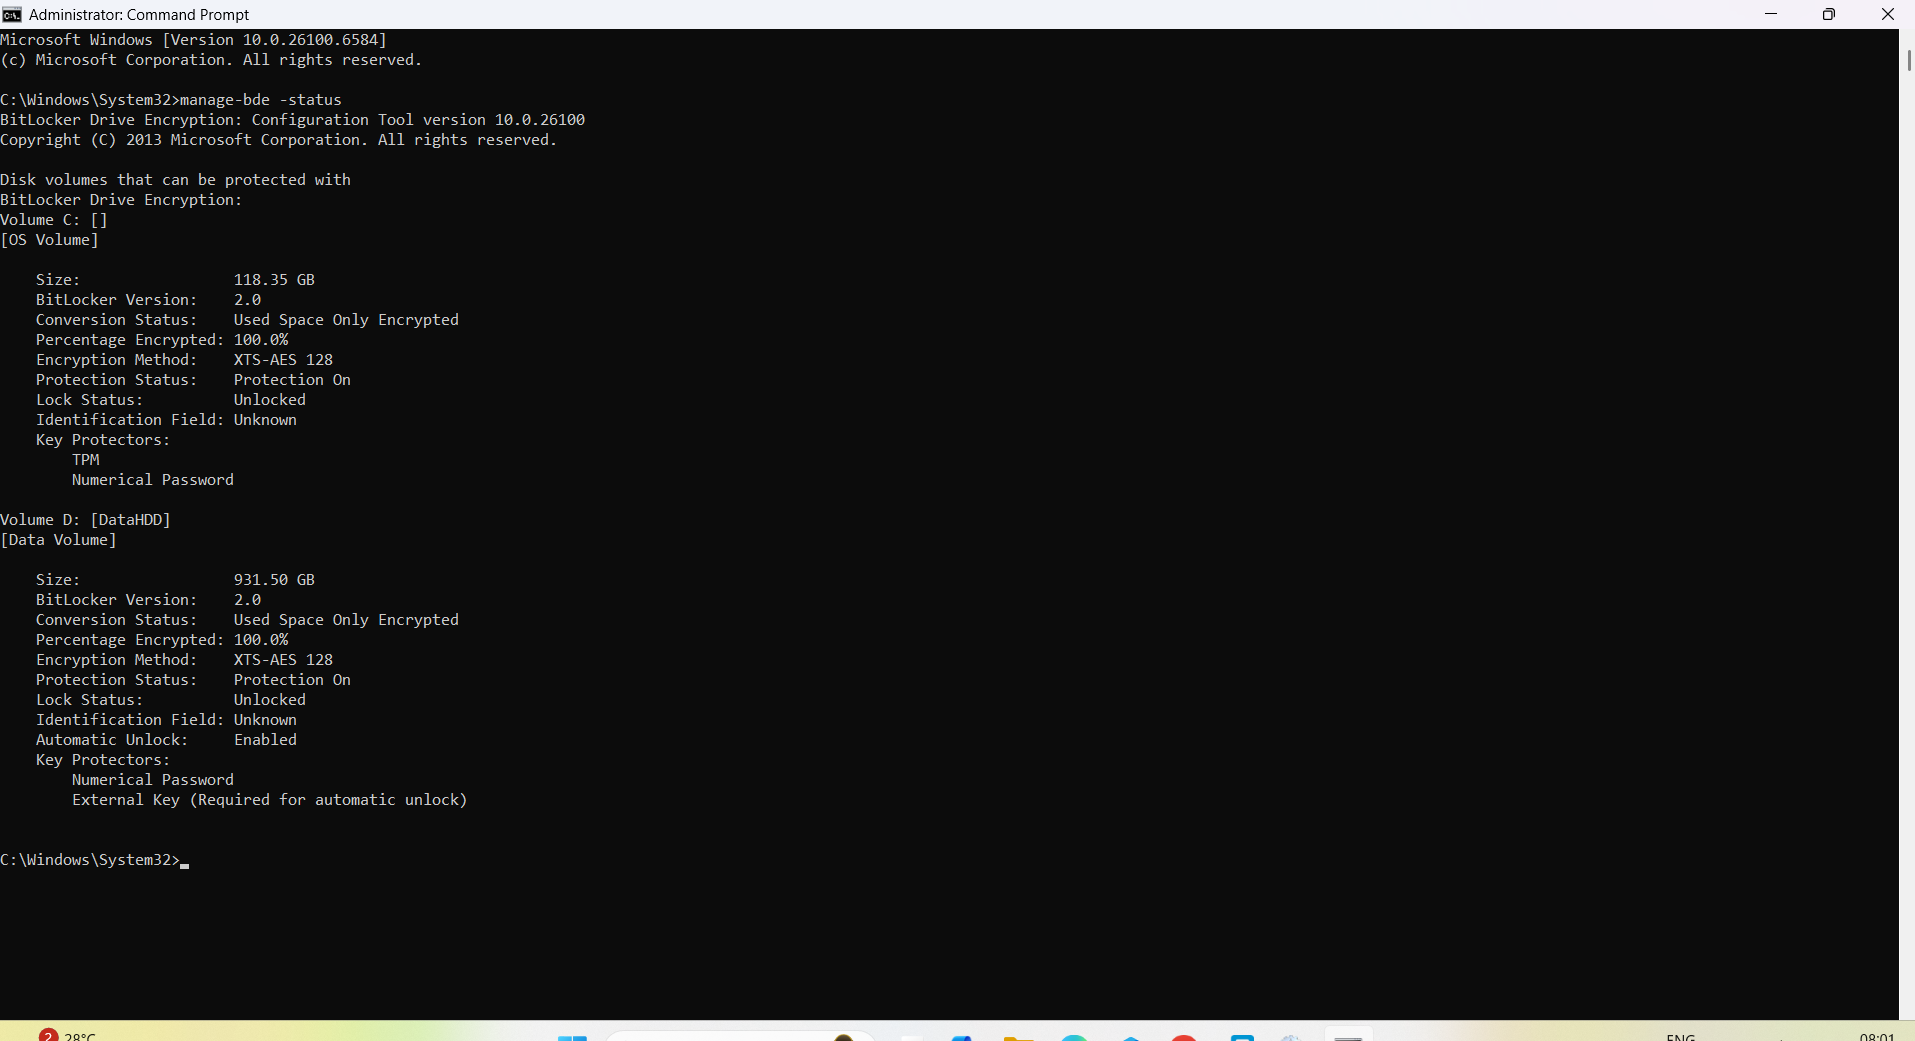 Administrator: Command Prompt
Microsoft Windows [Version 10.0.26100.6584]
(c) Microsoft Corporation. All rights reserved.
C:\Windows\System32>manage-bde -status
BitLocker Drive Encryption: Configuration Tool version 10.0.26100
Copyright (C) 2013 Microsoft Corporation. All rights reserved.
Disk volumes that can be protected with
BitLocker Drive Encryption:
Volume C: []
[OS Volume]
Size: 118.35 GB
BitLocker Version: 2.0
Conversion Status: Used Space Only Encrypted
Percentage Encrypted: 100.0%
Encryption Method: XTS-AES 128
Protection Status: Protection On
Lock Status: Unlocked
Identification Field: Unknown
Key Protectors:
TPM
Numerical Password
Volume D: [DataHDD]
[Data Volume]
Size: 931.50 GB
BitLocker Version: 2.0
Conversion Status: Used Space Only Encrypted
Percentage Encrypted: 100.0%
Encryption Method: XTS-AES 128
Protection Status: Protection On
Lock Status: Unlocked
Identification Field: Unknown
Automatic Unlock: Enabled
Key Protectors:
Numerical Password
External Key (Required for automatic unlock)
C:\Windows\System32>
2 28°C ENG 08:01